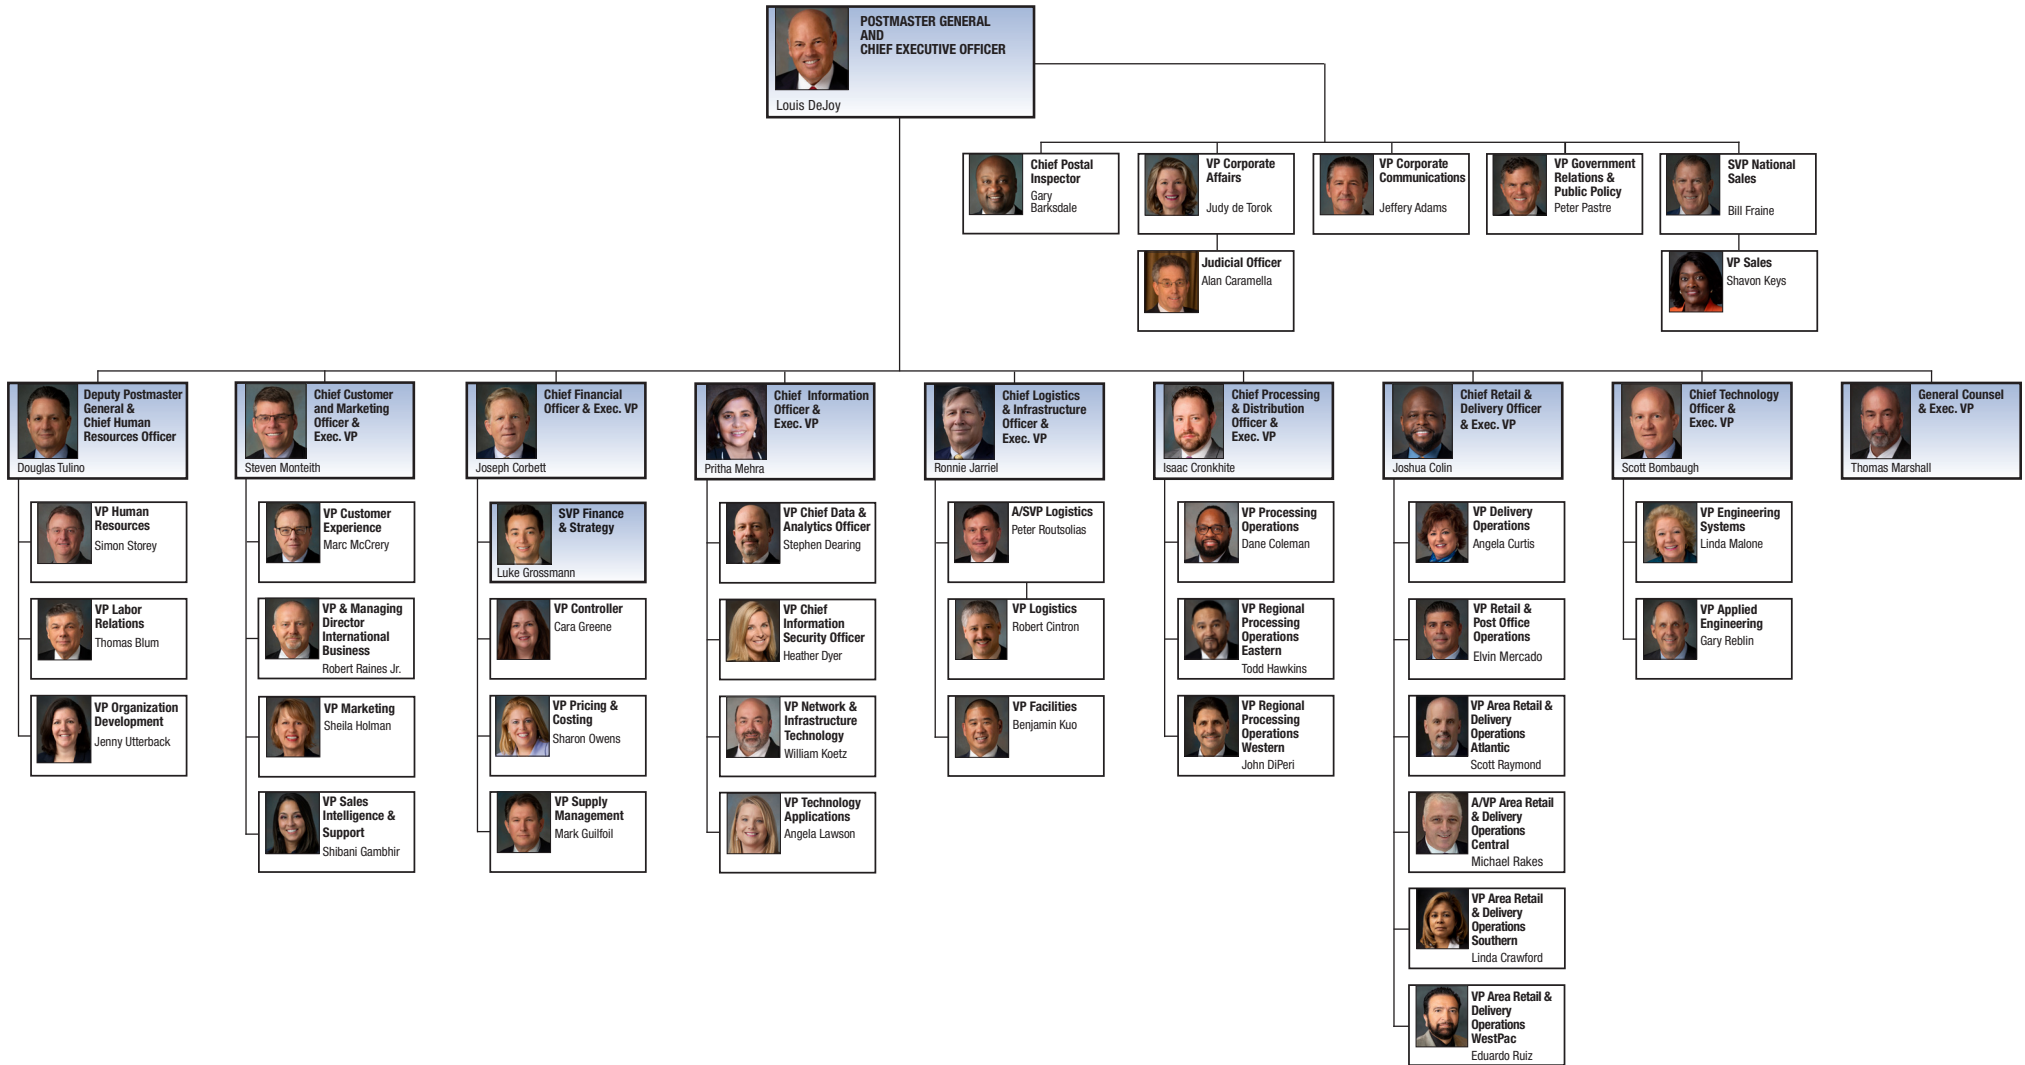 POSTMASTER GENERAL
AND
CHIEF EXECUTIVE OFFICER
Louis DeJoy
Chief Postal
Inspector
Gary
Barksdale
VP Corporate
Affairs
Judy de Torok
VP Corporate
Communications
Jeffery Adams
VP Government
Relations &
Public Policy
Peter Pastre
SVP National
Sales
Bill Fraine
Judicial Officer
Alan Caramella
VP Sales
Shavon Keys
Deputy Postmaster
General &
Chief Human
Resources Officer
Douglas Tulino
Chief Customer
and Marketing
Officer &
Exec. VP
Steven Monteith
Chief Financial
Officer & Exec. VP
Joseph Corbett
Chief Information
Officer &
Exec. VP
Pritha Mehra
Chief Logistics
& Infrastructure
Officer &
Exec. VP
Ronnie Jarriel
Chief Processing
& Distribution
Officer &
Exec. VP
Isaac Cronkhite
Chief Retail &
Delivery Officer
& Exec. VP
Joshua Colin
Chief Technology
Officer &
Exec. VP
Scott Bombaugh
General Counsel
& Exec. VP
Thomas Marshall
VP Human
Resources
Simon Storey
VP Labor
Relations
Thomas Blum
VP Organization
Development
Jenny Utterback
VP Customer
Experience
Marc McCrery
VP & Managing
Director
International
Business
Robert Raines Jr.
VP Marketing
Sheila Holman
VP Sales
Intelligence &
Support
Shibani Gambhir
SVP Finance
& Strategy
Luke Grossmann
VP Controller
Cara Greene
VP Pricing &
Costing
Sharon Owens
VP Supply
Management
Mark Guilfoil
VP Chief Data &
Analytics Officer
Stephen Dearing
VP Chief
Information
Security Officer
Heather Dyer
VP Network &
Infrastructure
Technology
William Koetz
VP Technology
Applications
Angela Lawson
A/SVP Logistics
Peter Routsolias
VP Logistics
Robert Cintron
VP Facilities
Benjamin Kuo
VP Processing
Operations
Dane Coleman
VP Regional
Processing
Operations
Eastern
Todd Hawkins
VP Regional
Processing
Operations
Western
John DiPeri
VP Delivery
Operations
Angela Curtis
VP Retail &
Post Office
Operations
Elvin Mercado
VP Area Retail &
Delivery
Operations
Atlantic
Scott Raymond
A/VP Area Retail
& Delivery
Operations
Central
Michael Rakes
VP Area Retail
& Delivery
Operations
Southern
Linda Crawford
VP Area Retail &
Delivery
Operations
WestPac
Eduardo Ruiz
VP Engineering
Systems
Linda Malone
VP Applied
Engineering
Gary Reblin